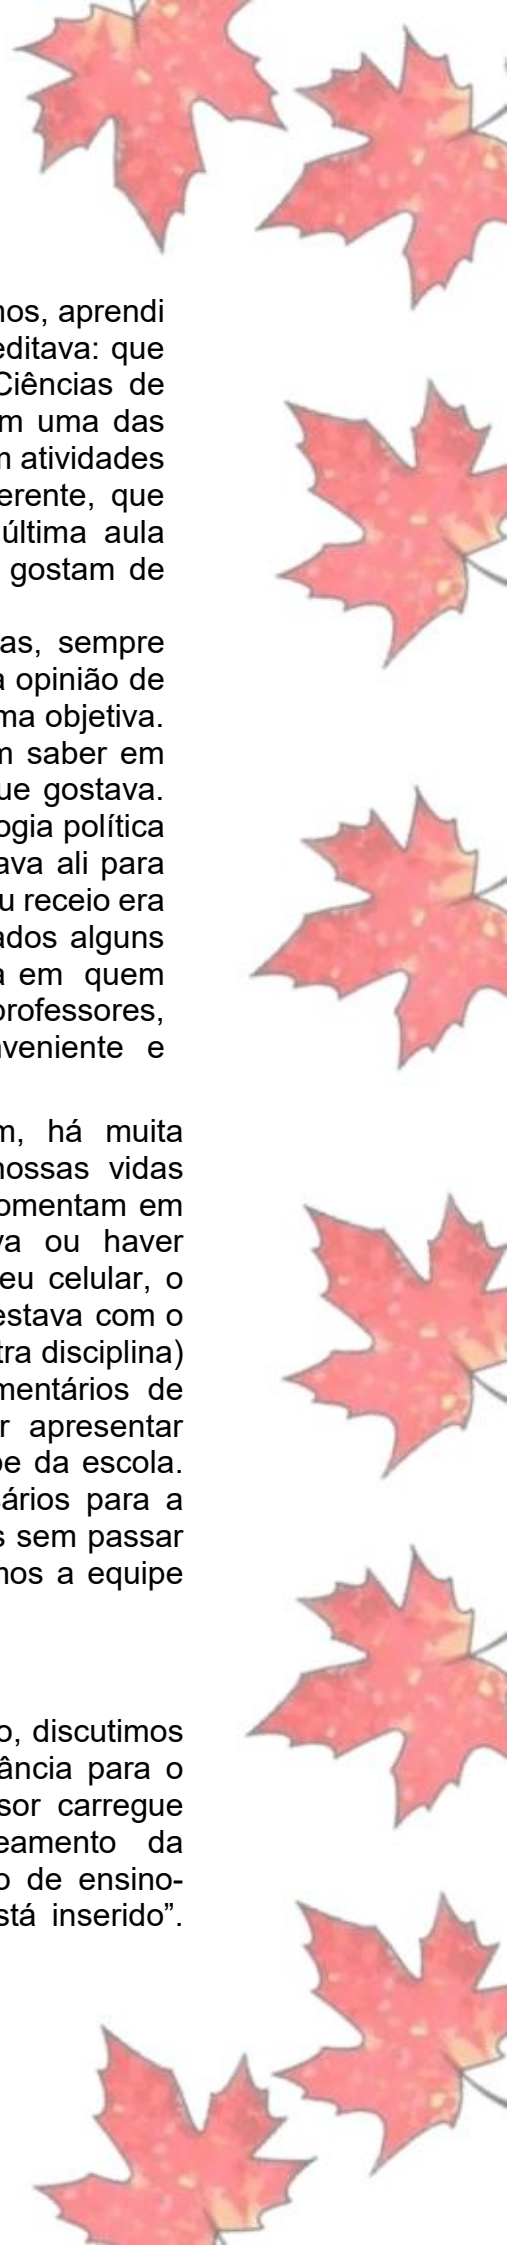 nos, aprendi
editava: que
Ciências de
m uma das
n atividades
erente, que
última aula
gostam de
as, sempre
a opinião de
ma objetiva.
m saber em
ue gostava.
ogia política
ava ali para
u receio era
ados alguns
a em quem
professores,
nveniente e
m, há muita
nossas vidas
omentam em
va ou haver
eu celular, o
estava com o
tra disciplina)
mentários de
r apresentar
pe da escola.
sários para a
s sem passar
nos a equipe
o, discutimos
ância para o
sor carregue
eamento da
o de ensino-
stá inserido”.